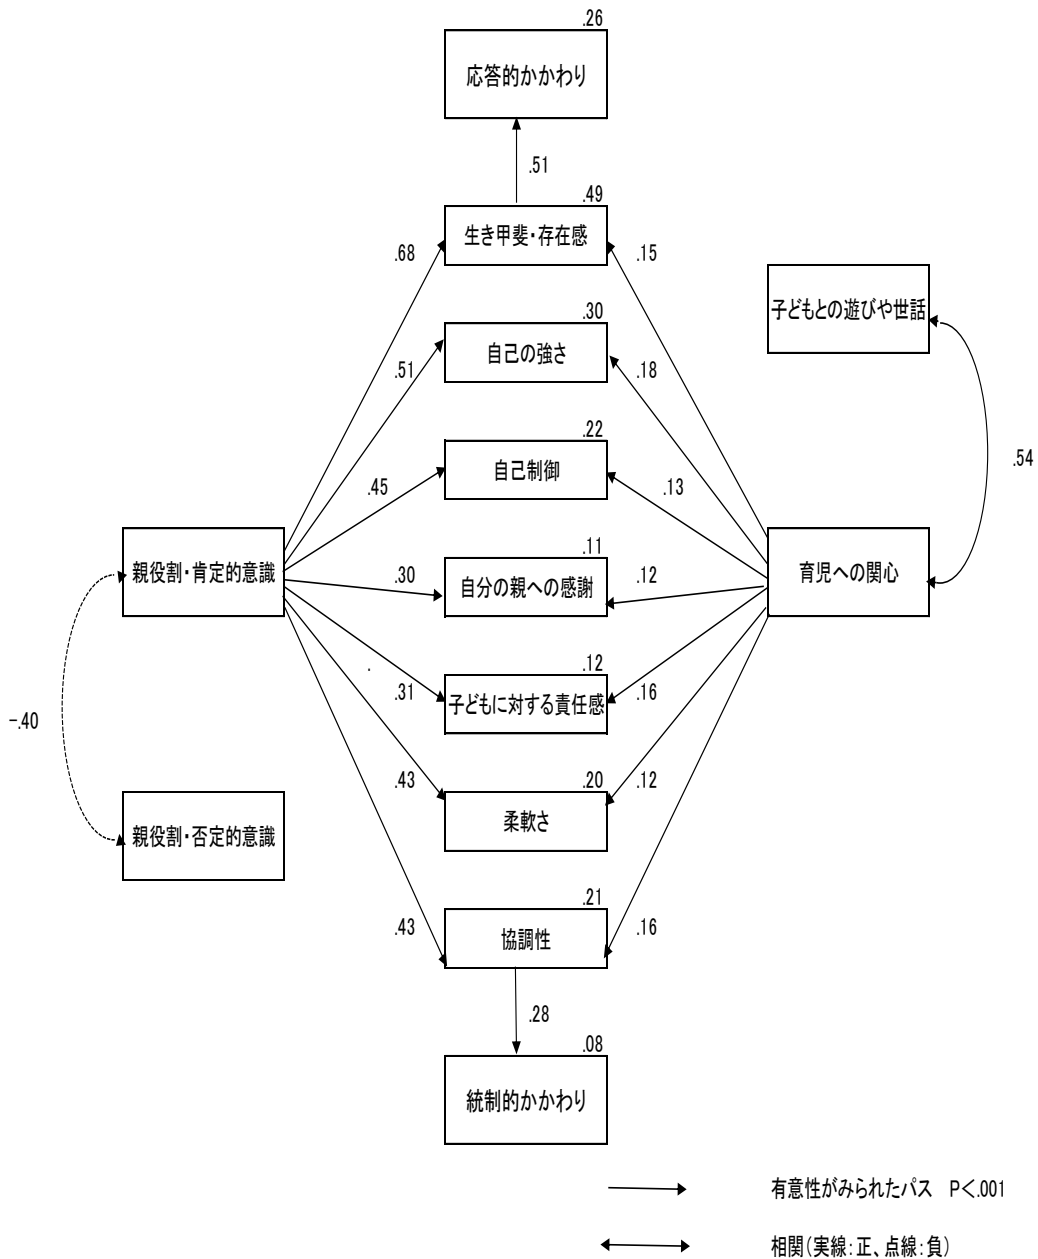 .26
応答的かかわり
.51
.49
生き甲斐・存在感
.68
.15
子どもとの遊びや世話
.30
自己の強さ
.51
.18
.22
自己制御
.54
.45
.13
.11
親役割・肯定的意識
.30
自分の親への感謝
.12
育児への関心
.12
.
.31
子どもに対する責任感
.16
-.40
.20
.43
柔軟さ
.12
親役割・否定的意識
.21
.43
協調性
.16
.28
.08
統制的かかわり
有意性がみられたパス P<.001
相関(実線:正、点線:負)